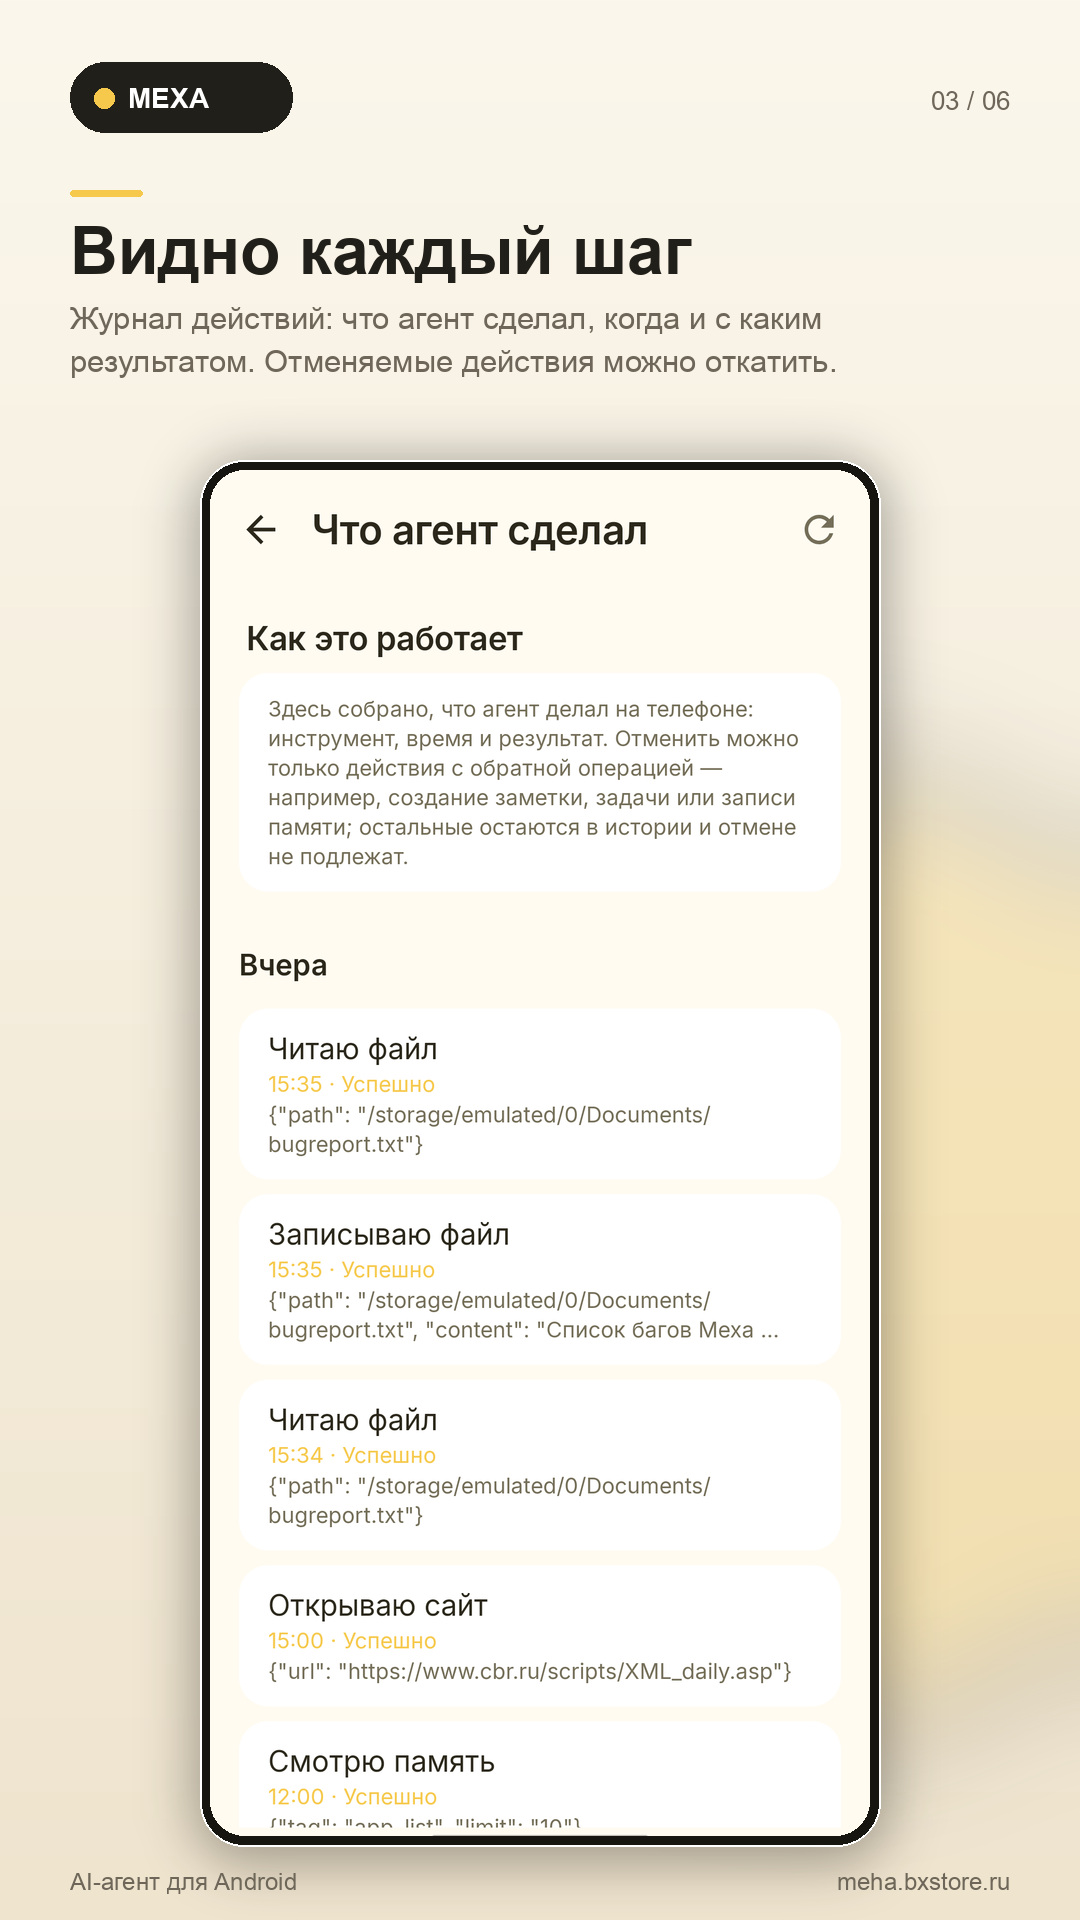 МЕХА
03 / 06
Видно каждый шаг
Журнал действий: что агент сделал, когда и с каким
результатом. Отменяемые действия можно откатить.
Что агент сделал
Как это работает
Здесь собрано, что агент делал на телефоне:
инструмент, время и результат. Отменить можно
только действия с обратной операцией —
например, создание заметки, задачи или записи
памяти; остальные остаются в истории и отмене
не подлежат.
Вчера
Читаю файл
15:35 · Успешно
{"path": "/storage/emulated/0/Documents/
bugreport.txt"}
Записываю файл
15:35 · Успешно
{"path": "/storage/emulated/0/Documents/
bugreport.txt", "content": "Список багов Меха ...
Читаю файл
15:34 · Успешно
{"path": "/storage/emulated/0/Documents/
bugreport.txt"}
Открываю сайт
15:00 · Успешно
{"url": "https://www.cbr.ru/scripts/XML_daily.asp"}
Смотрю память
12:00 · Успешно
{"tag": "app_list", "limit": "10"}
AI-агент для Android
meha.bxstore.ru